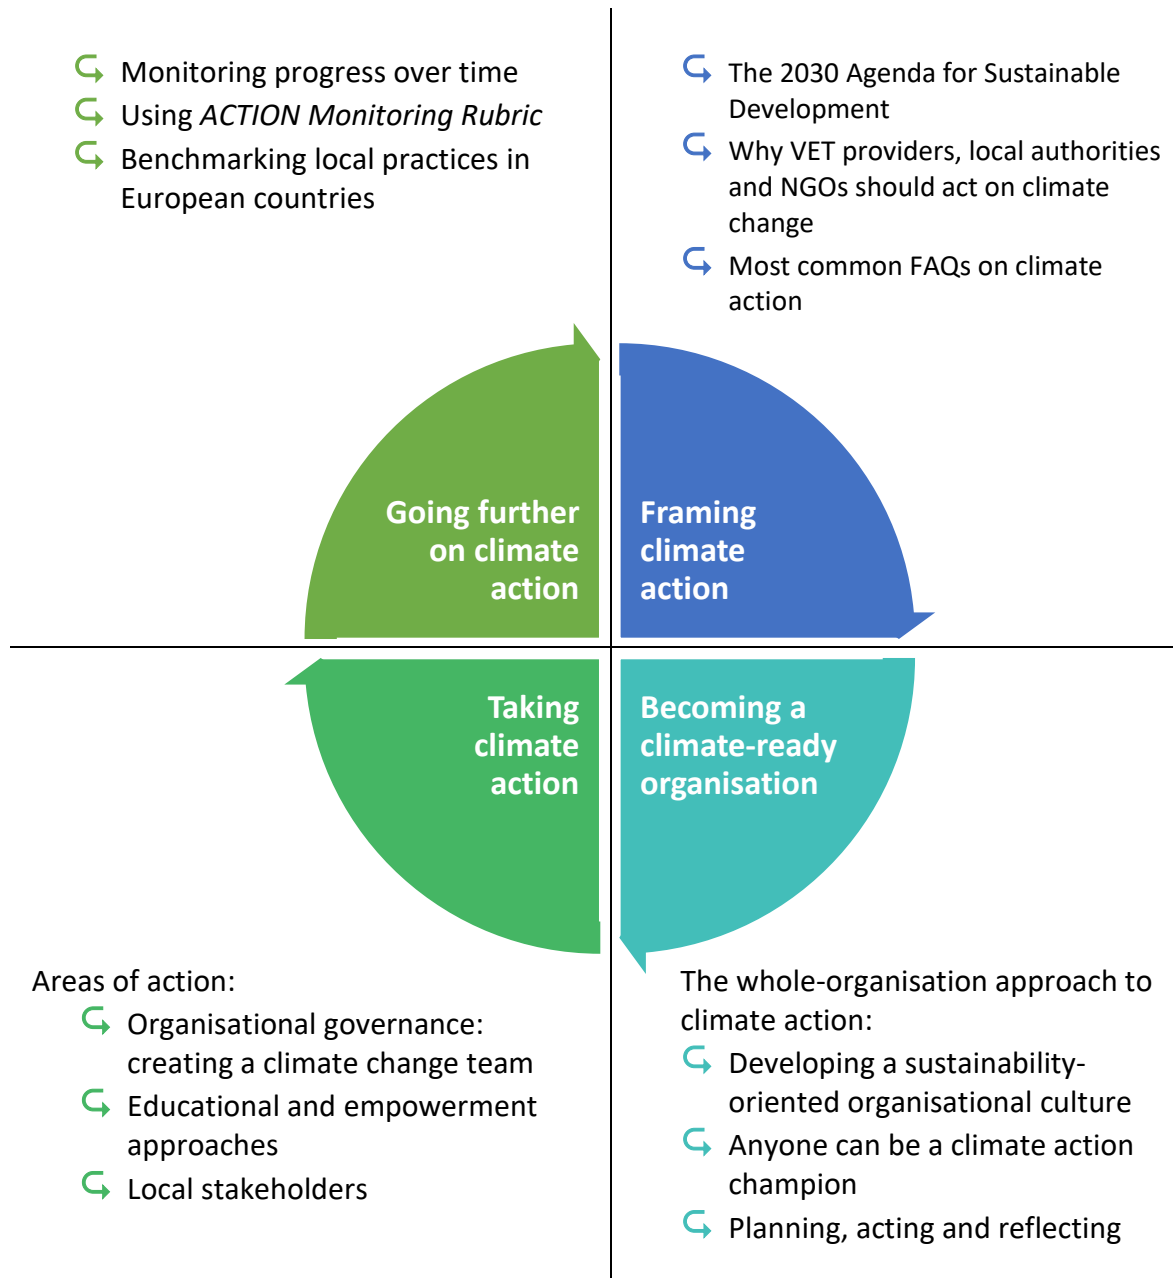 Monitoring progress over time
Using ACTION Monitoring Rubric
Benchmarking local practices in
European countries
The 2030 Agenda for Sustainable
Development
Why VET providers, local authorities
and NGOs should act on climate
change
Most common FAQs on climate
action
Going further
on climate
action
Framing
climate
action
Taking
climate
action
Becoming a
climate-ready
organisation
Areas of action:
Organisational governance:
creating a climate change team
Educational and empowerment
approaches
Local stakeholders
The whole-organisation approach to
climate action:
Developing a sustainability-
oriented organisational culture
Anyone can be a climate action
champion
Planning, acting and reflecting